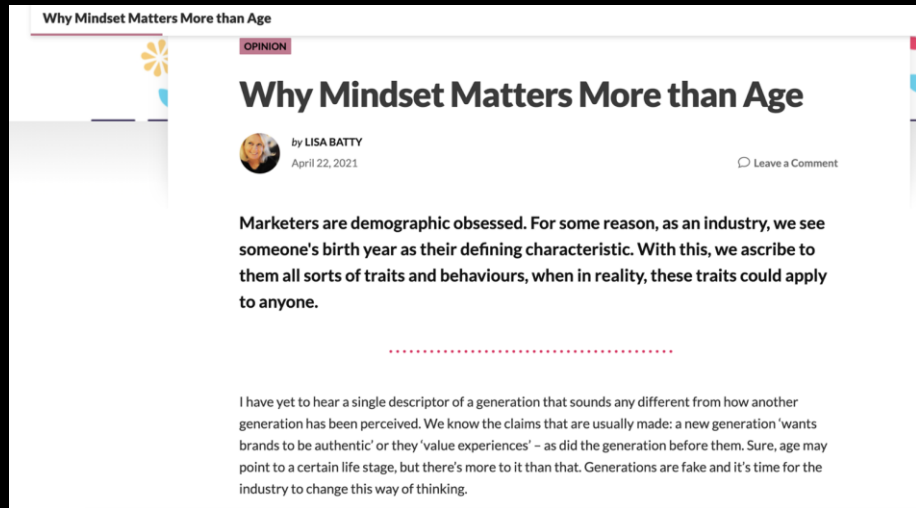 Why Mindset Matters More than Age
OPINION
Why Mindset Matters More than Age
by LISA BATTY
April 22, 2021
Leave a Comment
Marketers are demographic obsessed. For some reason, as an industry, we see
someone's birth year as their defining characteristic. With this, we ascribe to
them all sorts of traits and behaviours, when in reality, these traits could apply
to anyone.
I have yet to hear a single descriptor of a generation that sounds any different from how another
generation has been perceived. We know the claims that are usually made: a new generation ‘wants
brands to be authentic’ or they ‘value experiences’ – as did the generation before them. Sure, age may
point to a certain life stage, but there’s more to it than that. Generations are fake and it’s time for the
industry to change this way of thinking.